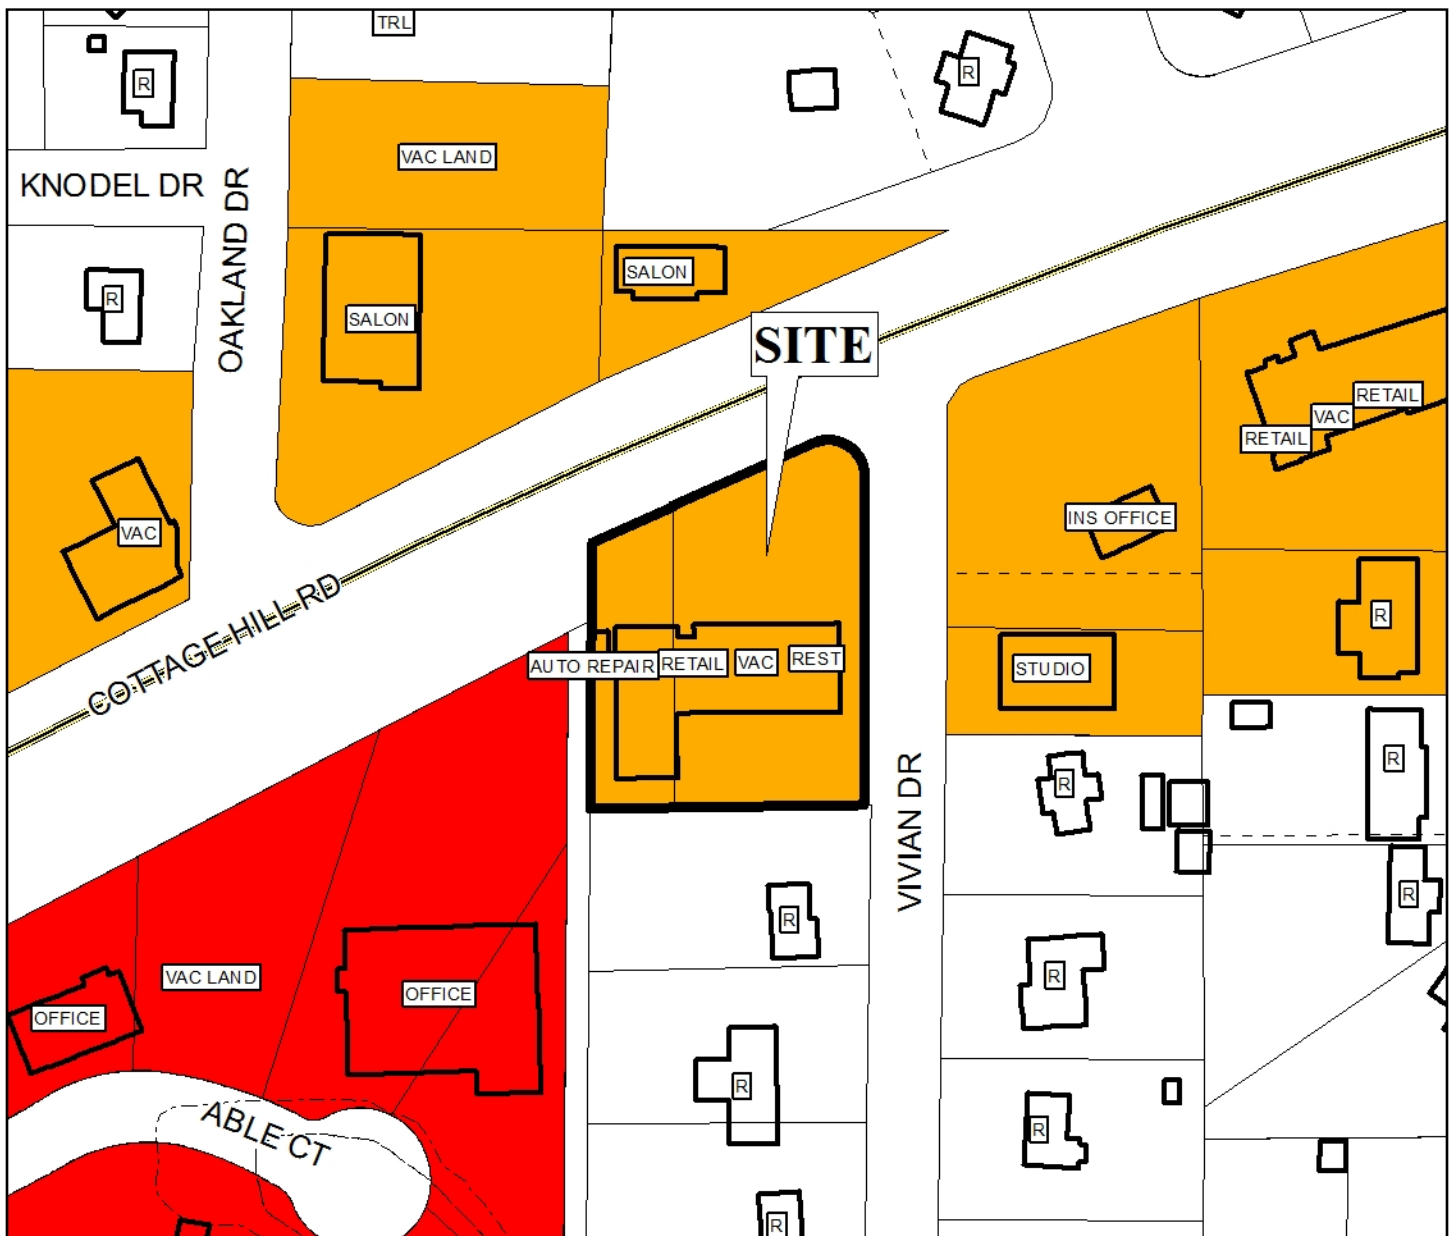 TRL
R
R
VAC LAND
KNODEL DR
OAKLAND DR
SALON
R
SALON
SITE
RETAIL
VAC
RETAIL
INS OFFICE
VAC
COTTAGE HILL RD
R
AUTO REPAIR
RETAIL
VAC
REST
STUDIO
R
R
VIVIAN DR
R
R
VAC LAND
R
OFFICE
OFFICE
R
ABLE CT
R
R